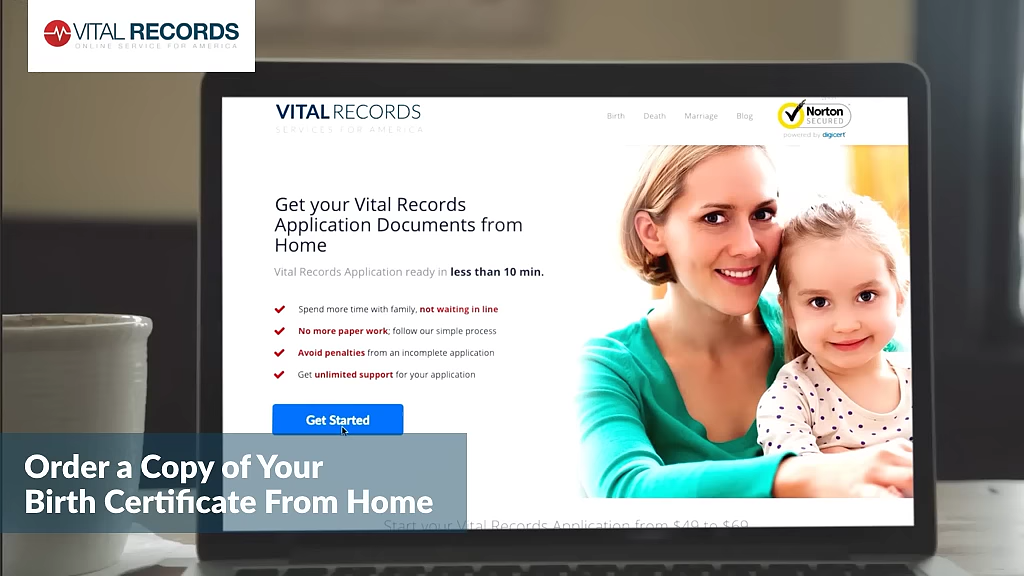 VITAL RECORDS
ONLINE SERVICE FOR AMERICA
VITALRECORDS
SERVICES FOR AMERICA
Birth Death Marriage Blog
Norton
SECURED
powered by digicert
Get your Vital Records
Application Documents from
Home
Vital Records Application ready in less than 10 min.
Spend more time with family, not waiting in line
No more paper work; follow our simple process
Avoid penalties from an incomplete application
Get unlimited support for your application
Get Started
Order a Copy of Your
Birth Certificate From Home
Start your Vital Records Application from $49 to $69